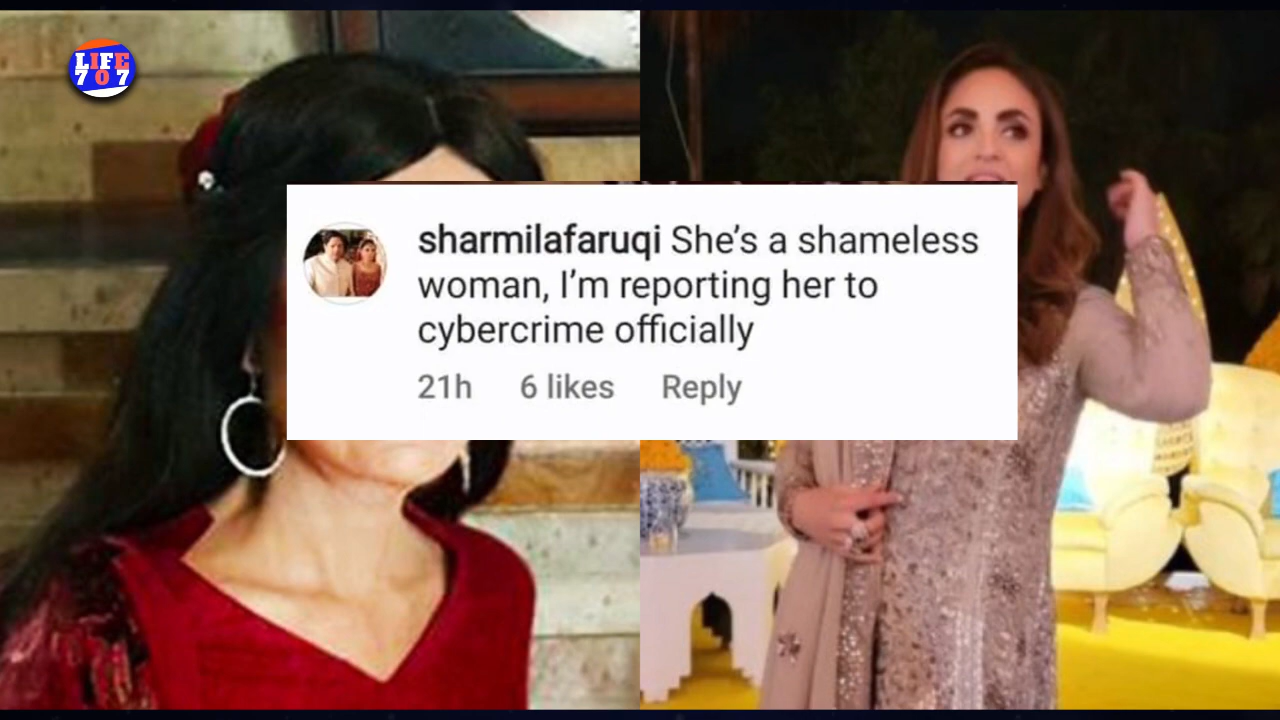 LIFE
707
sharmilafaruqi She's a shameless
woman, I'm reporting her to
cybercrime officially
21h 6 likes Reply